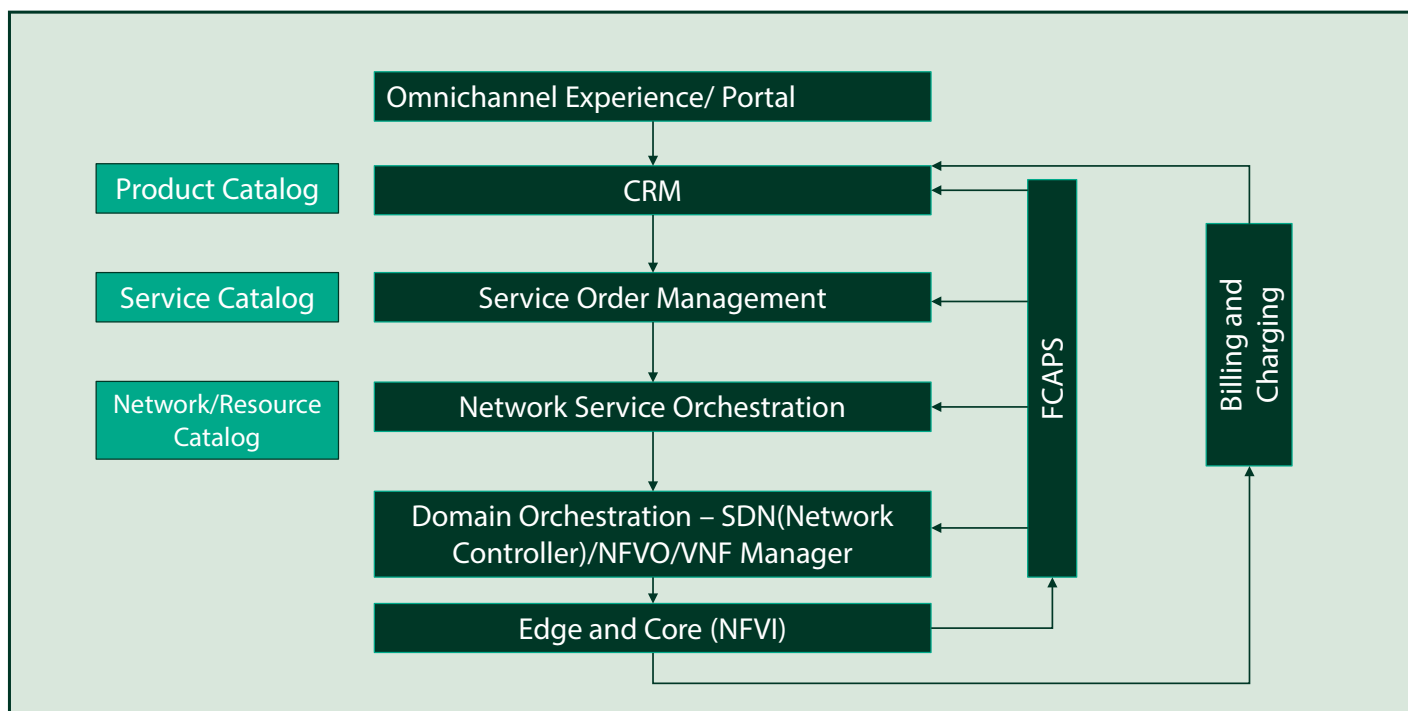 Omnichannel Experience/ Portal
Product Catalog
CRM
Service Catalog
Service Order Management
Network/Resource
Catalog
Network Service Orchestration
Domain Orchestration – SDN(Network
Controller)/NFVO/VNF Manager
Edge and Core (NFVI)
FCAPS
Billing and
Charging